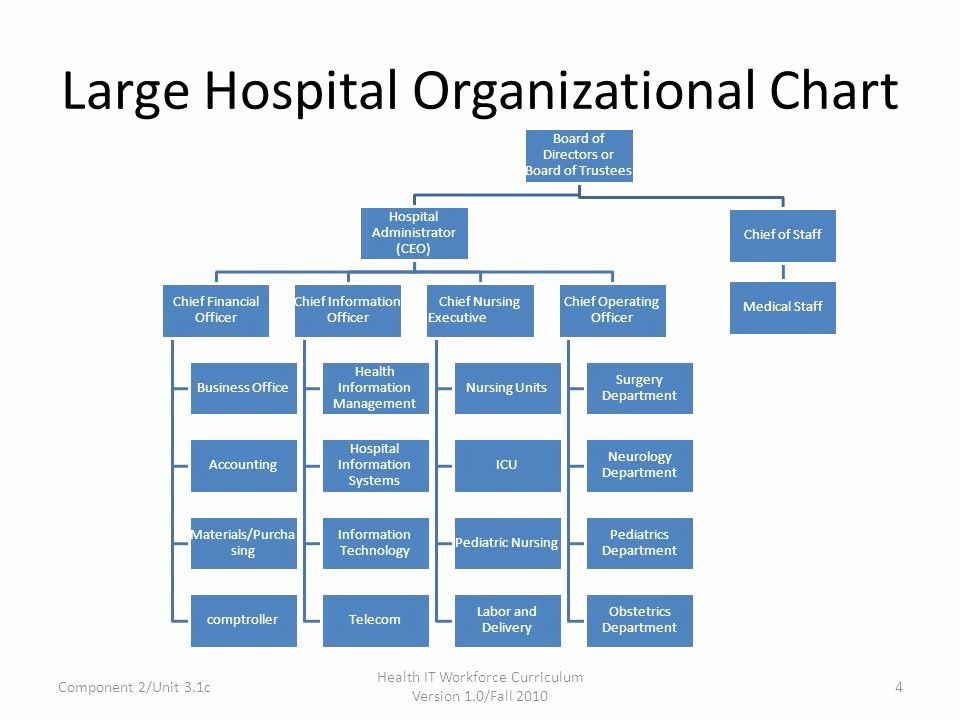 Large Hospital Organizational Chart
Board of
Directors or
Board of Trustees
Hospital
Administrator
(CEO)
Chief of Staff
Medical Staff
Chief Financial
Officer
Chief Information
Officer
Chief Nursing
Executive
Chief Operating
Officer
Business Office
Accounting
Materials/Purcha
sing
comptroller
Health
Information
Management
Hospital
Information
Systems
Information
Technology
Telecom
Nursing Units
ICU
Pediatric Nursing
Labor and
Delivery
Surgery
Department
Neurology
Department
Pediatrics
Department
Obstetrics
Department
Component 2/Unit 3.1c
Health IT Workforce Curriculum
Version 1.0/Fall 2010
4